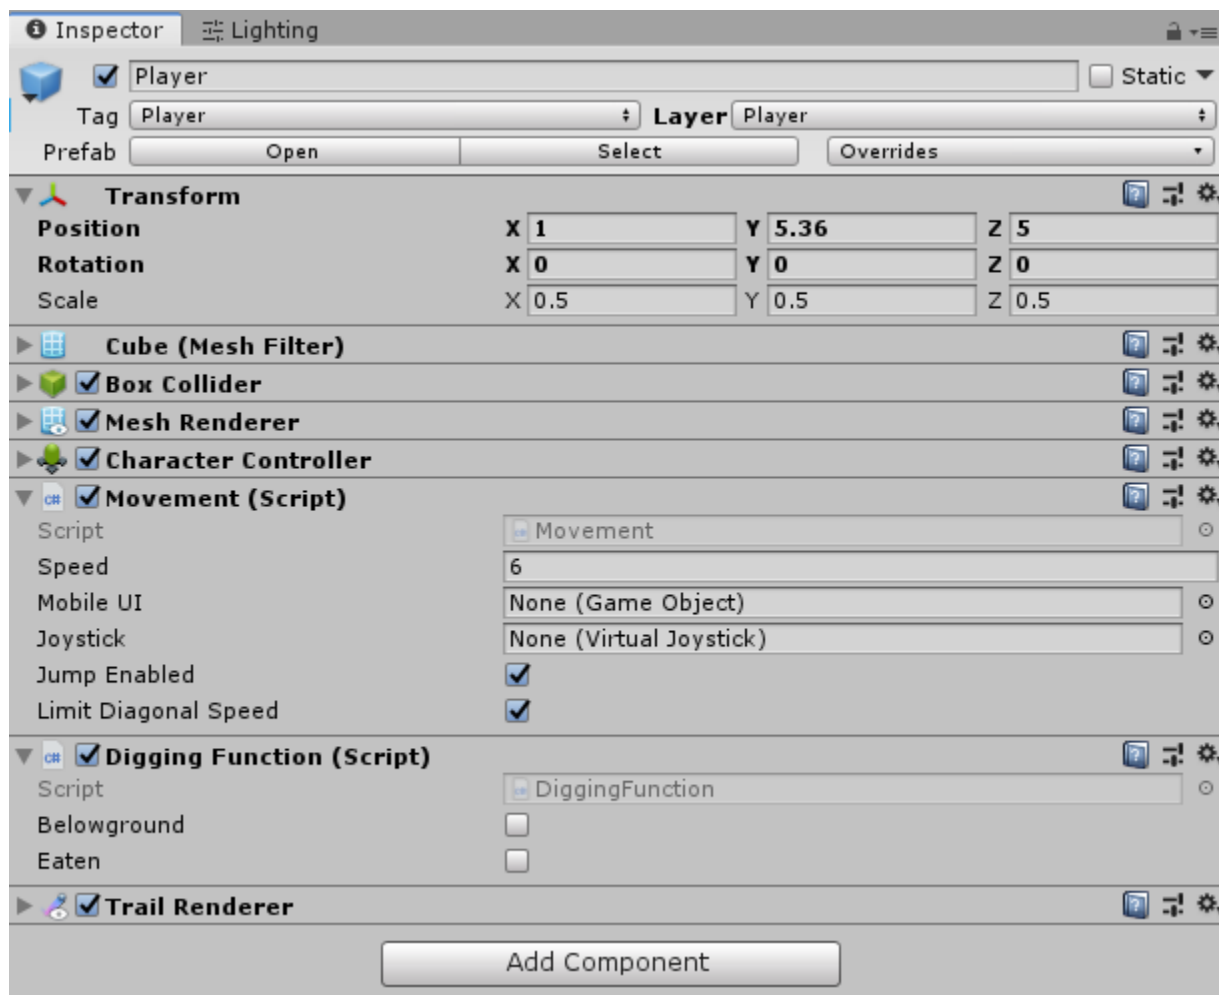 Inspector Lighting
Player Static
Tag Player Layer Player
Prefab Open Select Overrides
Transform
Position X 1 Y 5.36 Z 5
Rotation X 0 Y 0 Z 0
Scale X 0.5 Y 0.5 Z 0.5
Cube (Mesh Filter)
Box Collider
Mesh Renderer
Character Controller
c# Movement (Script)
Script Movement
Speed 6
Mobile UI None (Game Object)
Joystick None (Virtual Joystick)
Jump Enabled
Limit Diagonal Speed
c# Digging Function (Script)
Script DiggingFunction
Belowground
Eaten
Trail Renderer
Add Component